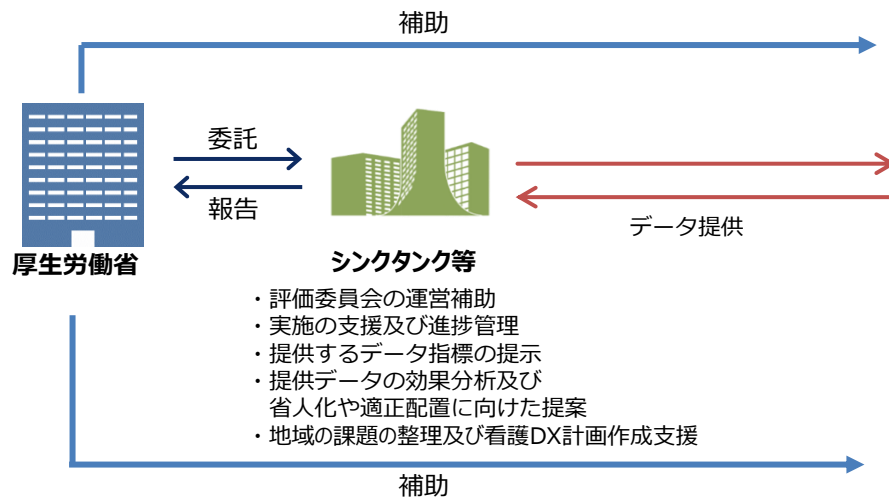 補助
委託
報告
データ提供
厚生労働省
シンクタンク等
・評価委員会の運営補助
・実施の支援及び進捗管理
・提供するデータ指標の提示
・提供データの効果分析及び
省人化や適正配置に向けた提案
・地域の課題の整理及び看護DX計画作成支援
補助